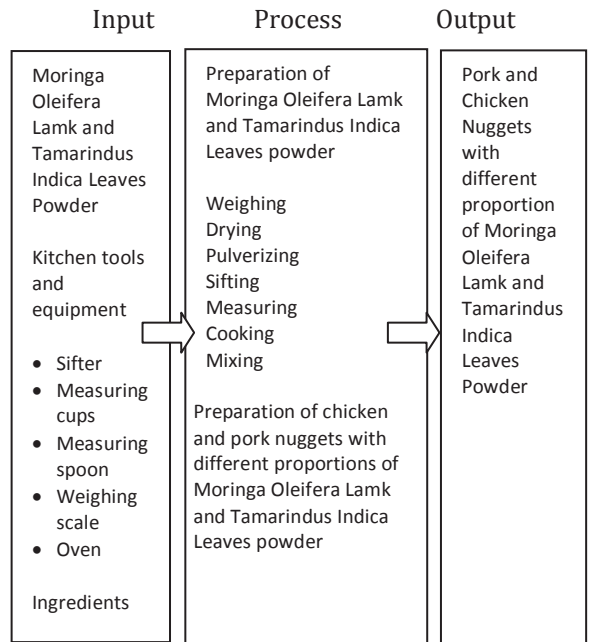 Input Process Output
Moringa
Oleifera
Lamk and
Tamarindus
Indica Leaves
Powder
Kitchen tools
and
equipment
• Sifter
• Measuring
cups
• Measuring
spoon
• Weighing
scale
• Oven
Ingredients
Preparation of
Moringa Oleifera Lamk
and Tamarindus Indica
Leaves powder
Weighing
Drying
Pulverizing
Sifting
Measuring
Cooking
Mixing
Preparation of chicken
and pork nuggets with
different proportions of
Moringa Oleifera Lamk
and Tamarindus Indica
Leaves powder
Pork and
Chicken
Nuggets
with
different
proportion
of Moringa
Oleifera
Lamk and
Tamarindus
Indica
Leaves
Powder